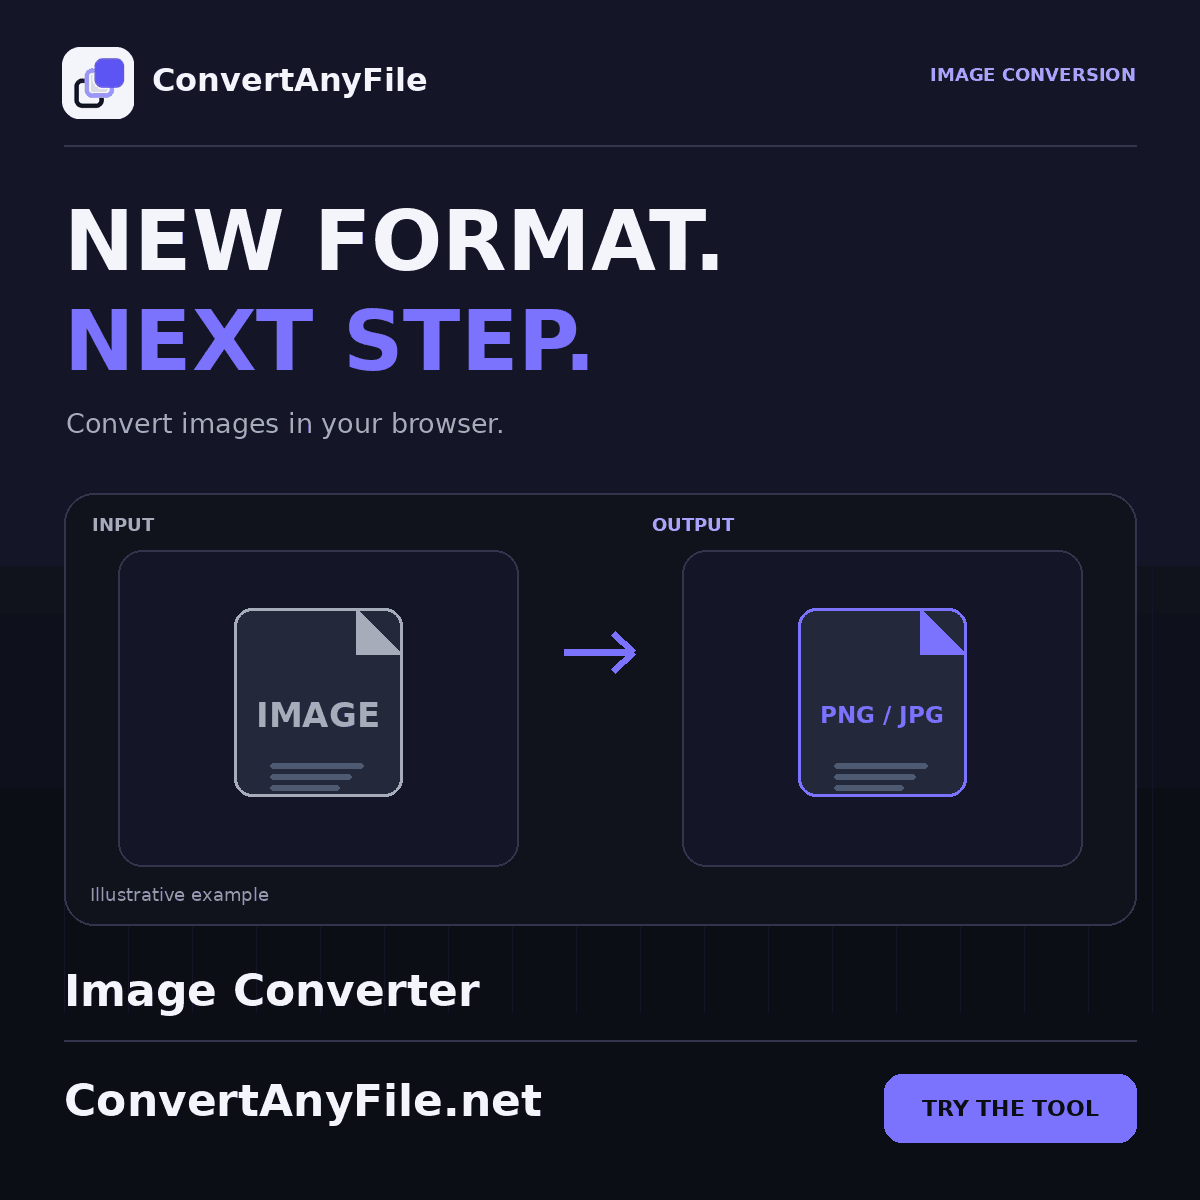 ConvertAnyFile
IMAGE CONVERSION
NEW FORMAT.
NEXT STEP.
Convert images in your browser.
INPUT
OUTPUT
IMAGE
PNG / JPG
Illustrative example
Image Converter
ConvertAnyFile.net
TRY THE TOOL